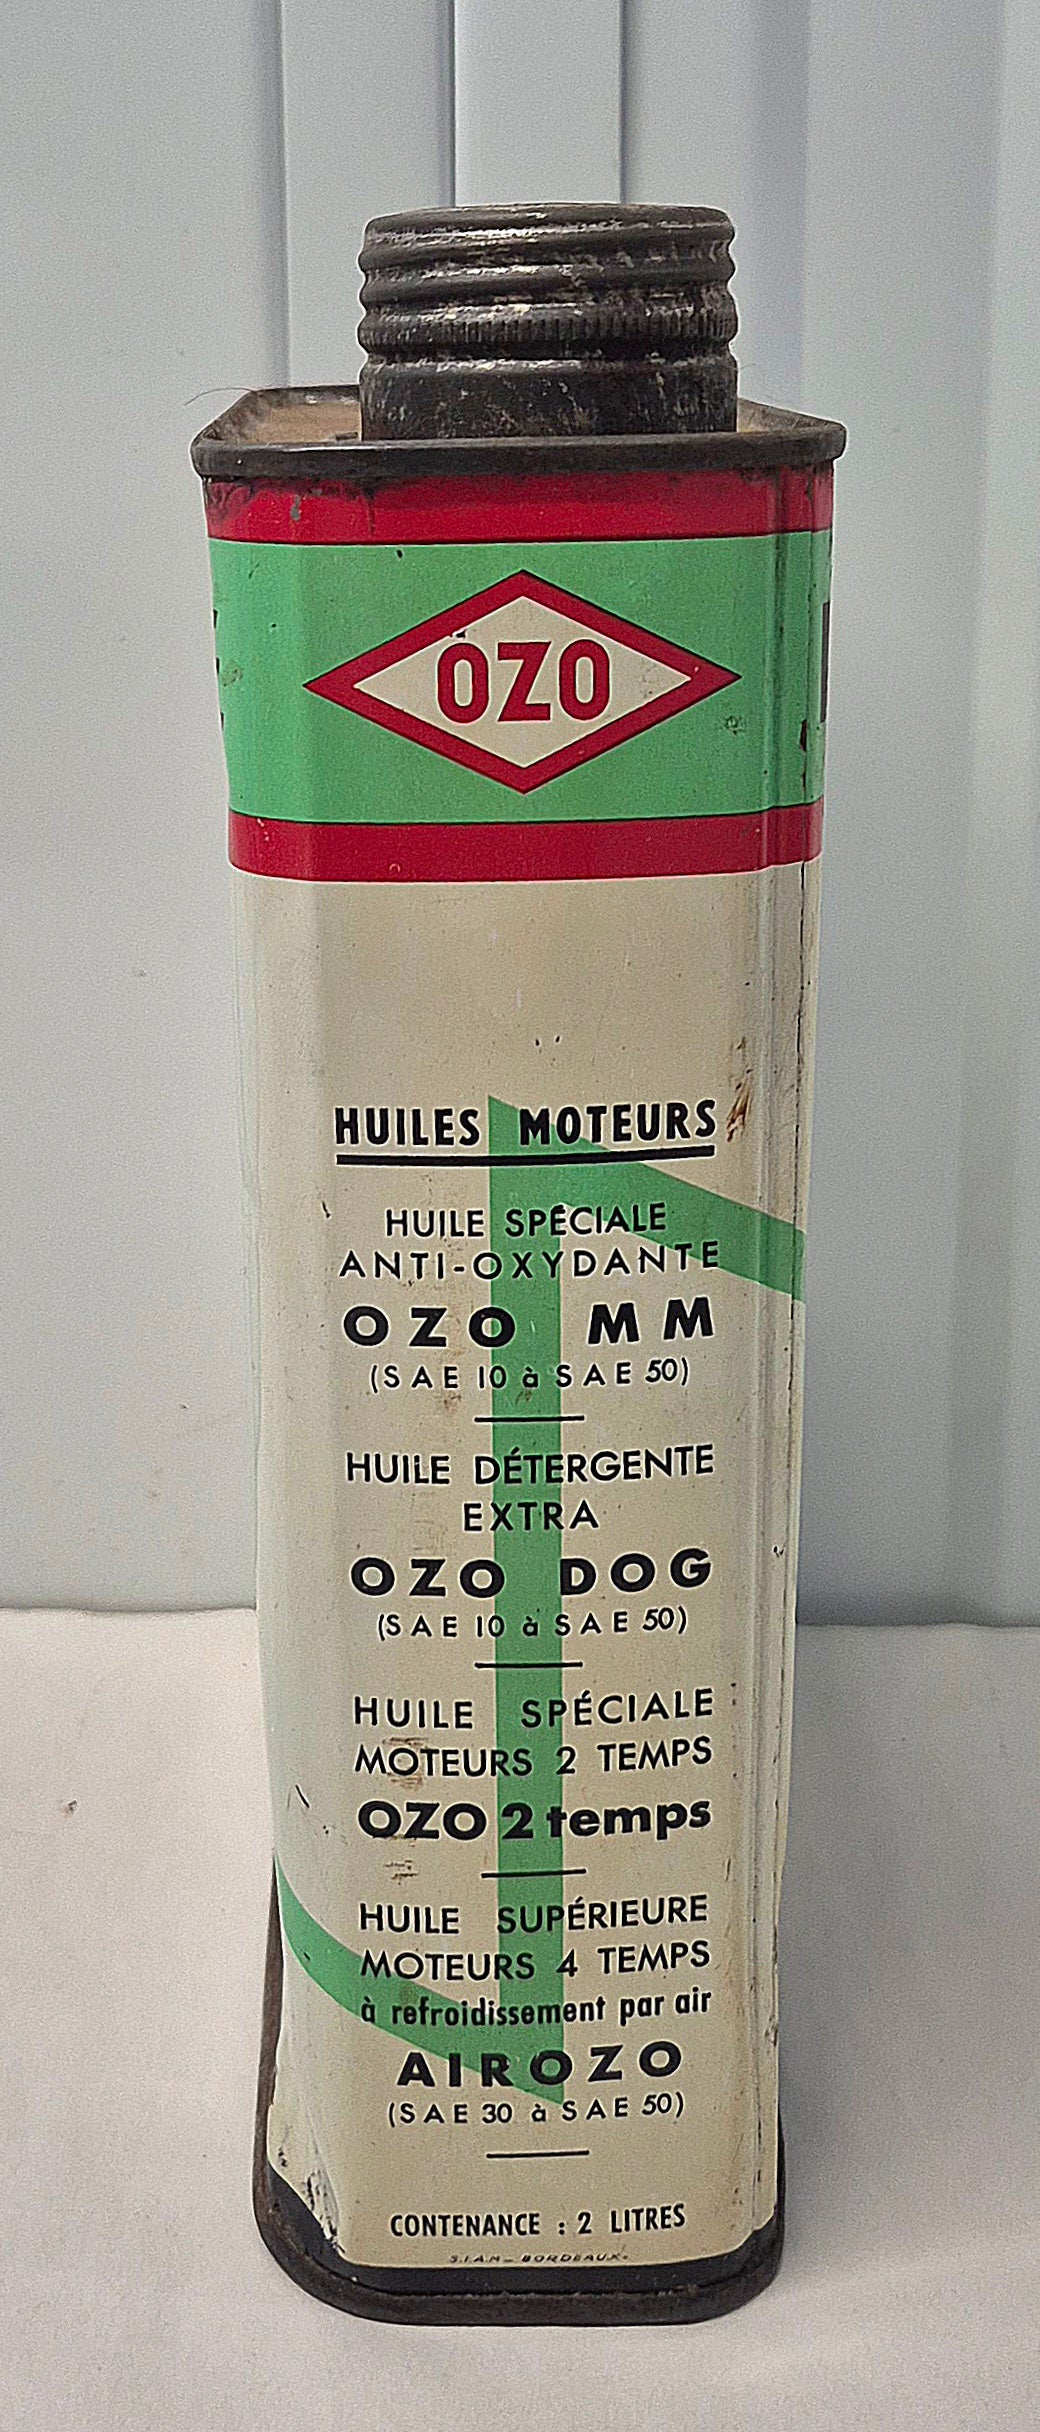 OZO
HUILES MOTEURS
HUILE SPÉCIALE
ANTI-OXYDANTE
OZO MM
(SAE 10 à SAE 50)
HUILE DÉTERGENTE
EXTRA
OZO DOG
(SAE 10 à SAE 50)
HUILE SPÉCIALE
MOTEURS 2 TEMPS
OZO 2 temps
HUILE SUPÉRIEURE
MOTEURS 4 TEMPS
à refroidissement par air
AIROZO
(SAE 30 à SAE 50)
CONTENANCE : 2 LITRES
S.I.A.M_ BORDEAUX.